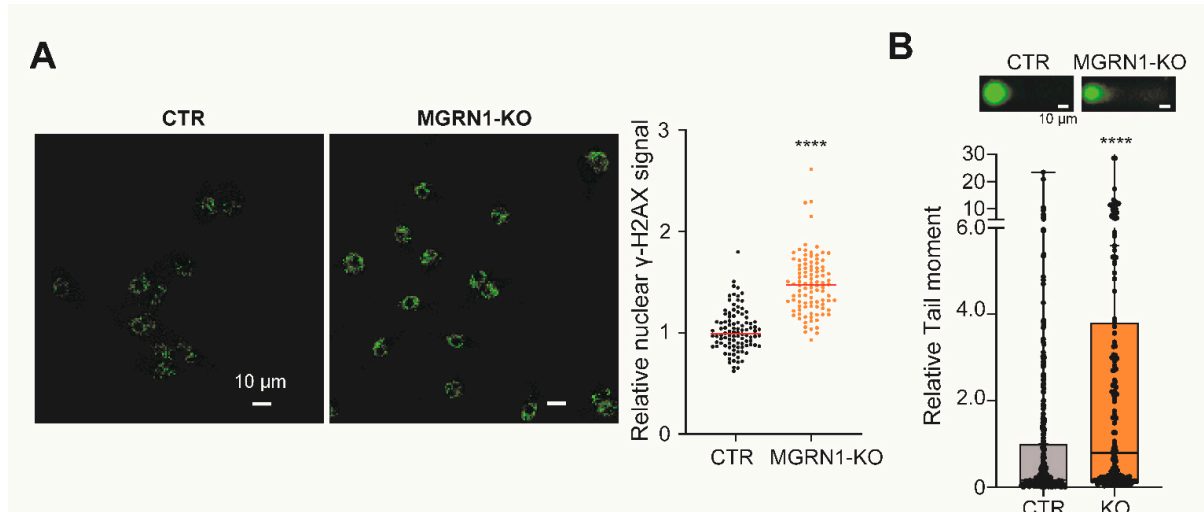 A
B
CTR
MGRN1-KO
CTR
MGRN1-KO
10 µm
10 µm
Relative nuclear γ-H2AX signal
3
2
1
0
****
CTR
MGRN1-KO
Relative Tail moment
****
30
20
10
6.0
4.0
2.0
0
CTR
KO